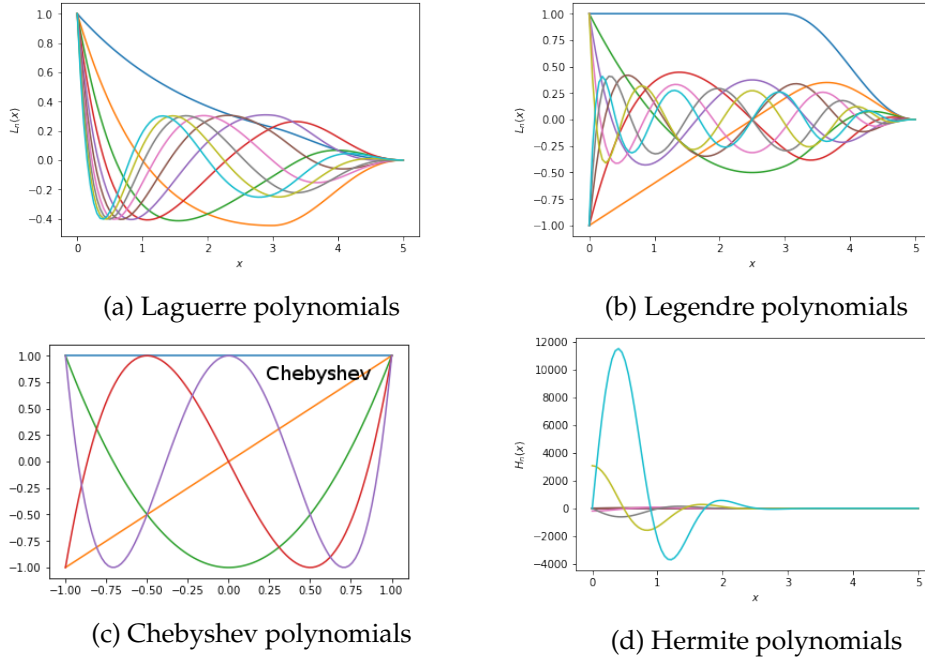 1.0
0.8
0.6
0.4
0.2
0.0
−0.2
−0.4
Lₙ(x)
0 1 2 3 4 5
x
(a) Laguerre polynomials
1.00
0.75
0.50
0.25
0.00
−0.25
−0.50
−0.75
−1.00
Lₙ(x)
0 1 2 3 4 5
x
(b) Legendre polynomials
1.00
0.75
0.50
0.25
0.00
−0.25
−0.50
−0.75
−1.00
Chebyshev
−1.00 −0.75 −0.50 −0.25 0.00 0.25 0.50 0.75 1.00
(c) Chebyshev polynomials
12000
10000
8000
6000
4000
2000
0
−2000
−4000
Hₙ(x)
0 1 2 3 4 5
x
(d) Hermite polynomials